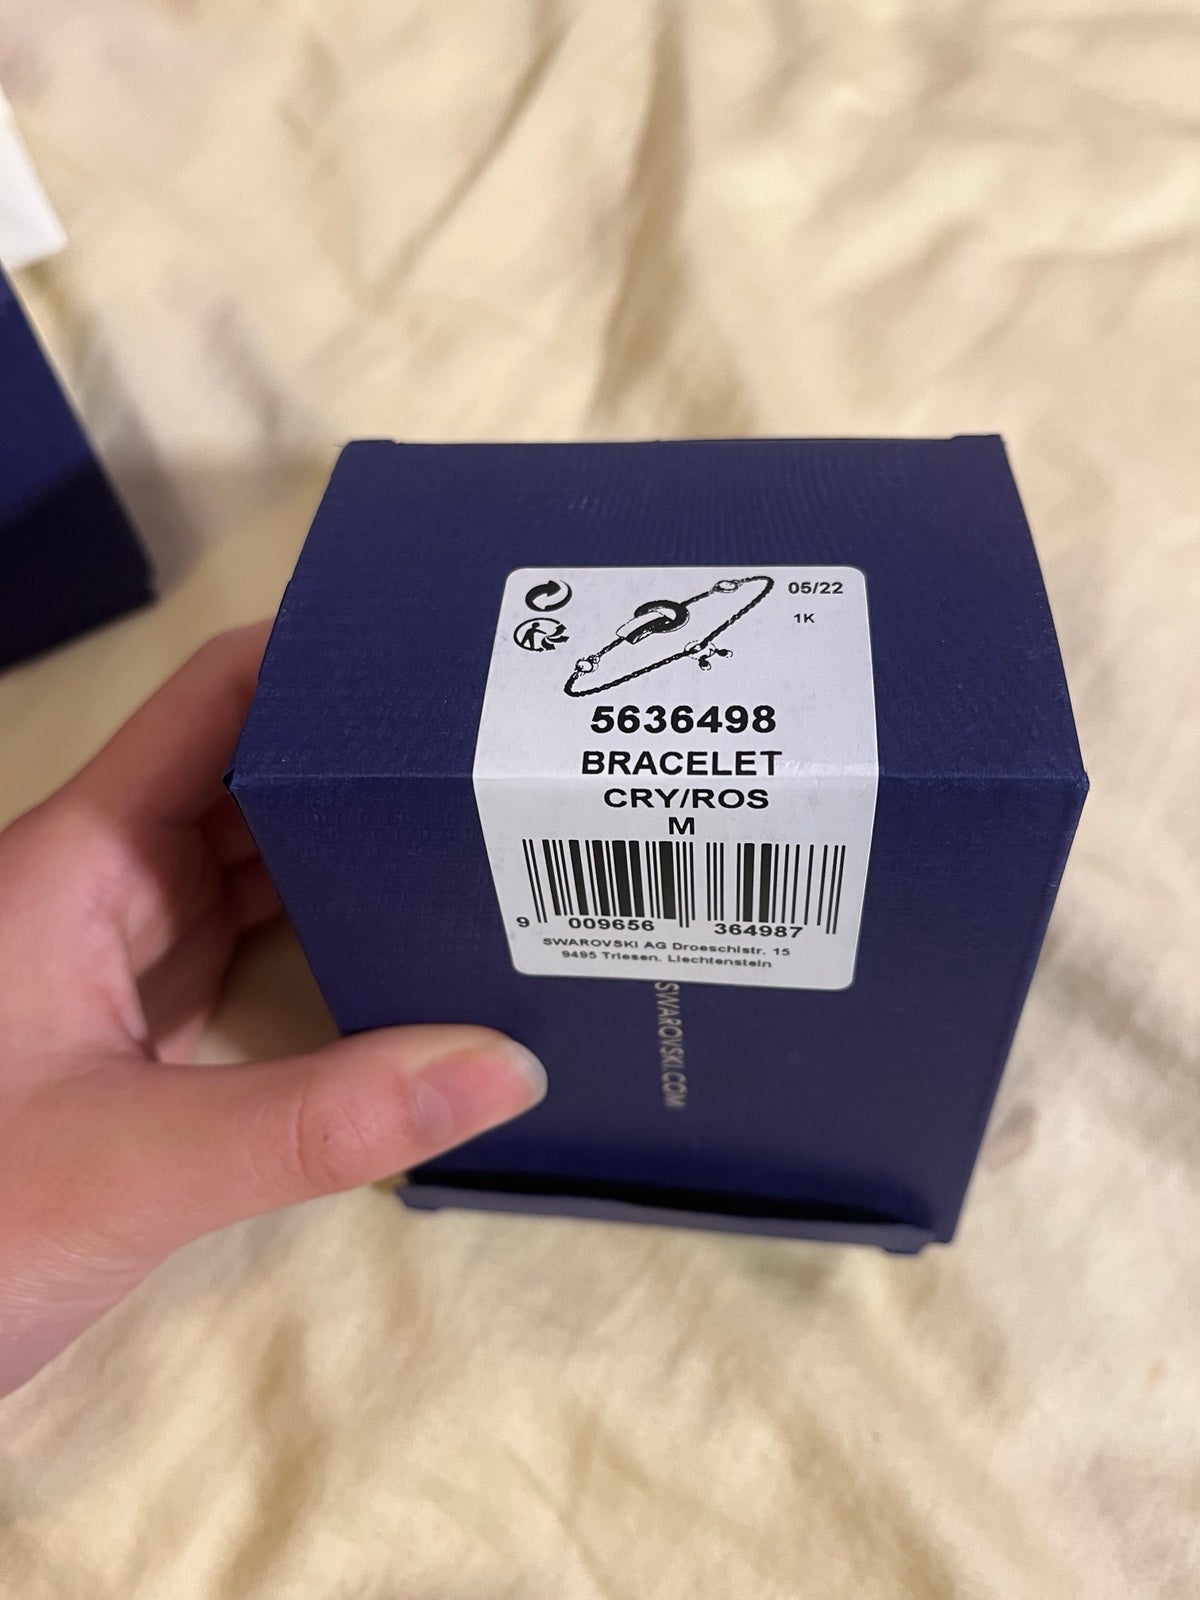 05/22
1K
5636498
BRACELET
CRY/ROS
M
9 009656 364987
SWAROVSKI AG Droeschistr. 15
9495 Triesen. Liechtenstein
SWAROVSKI.COM